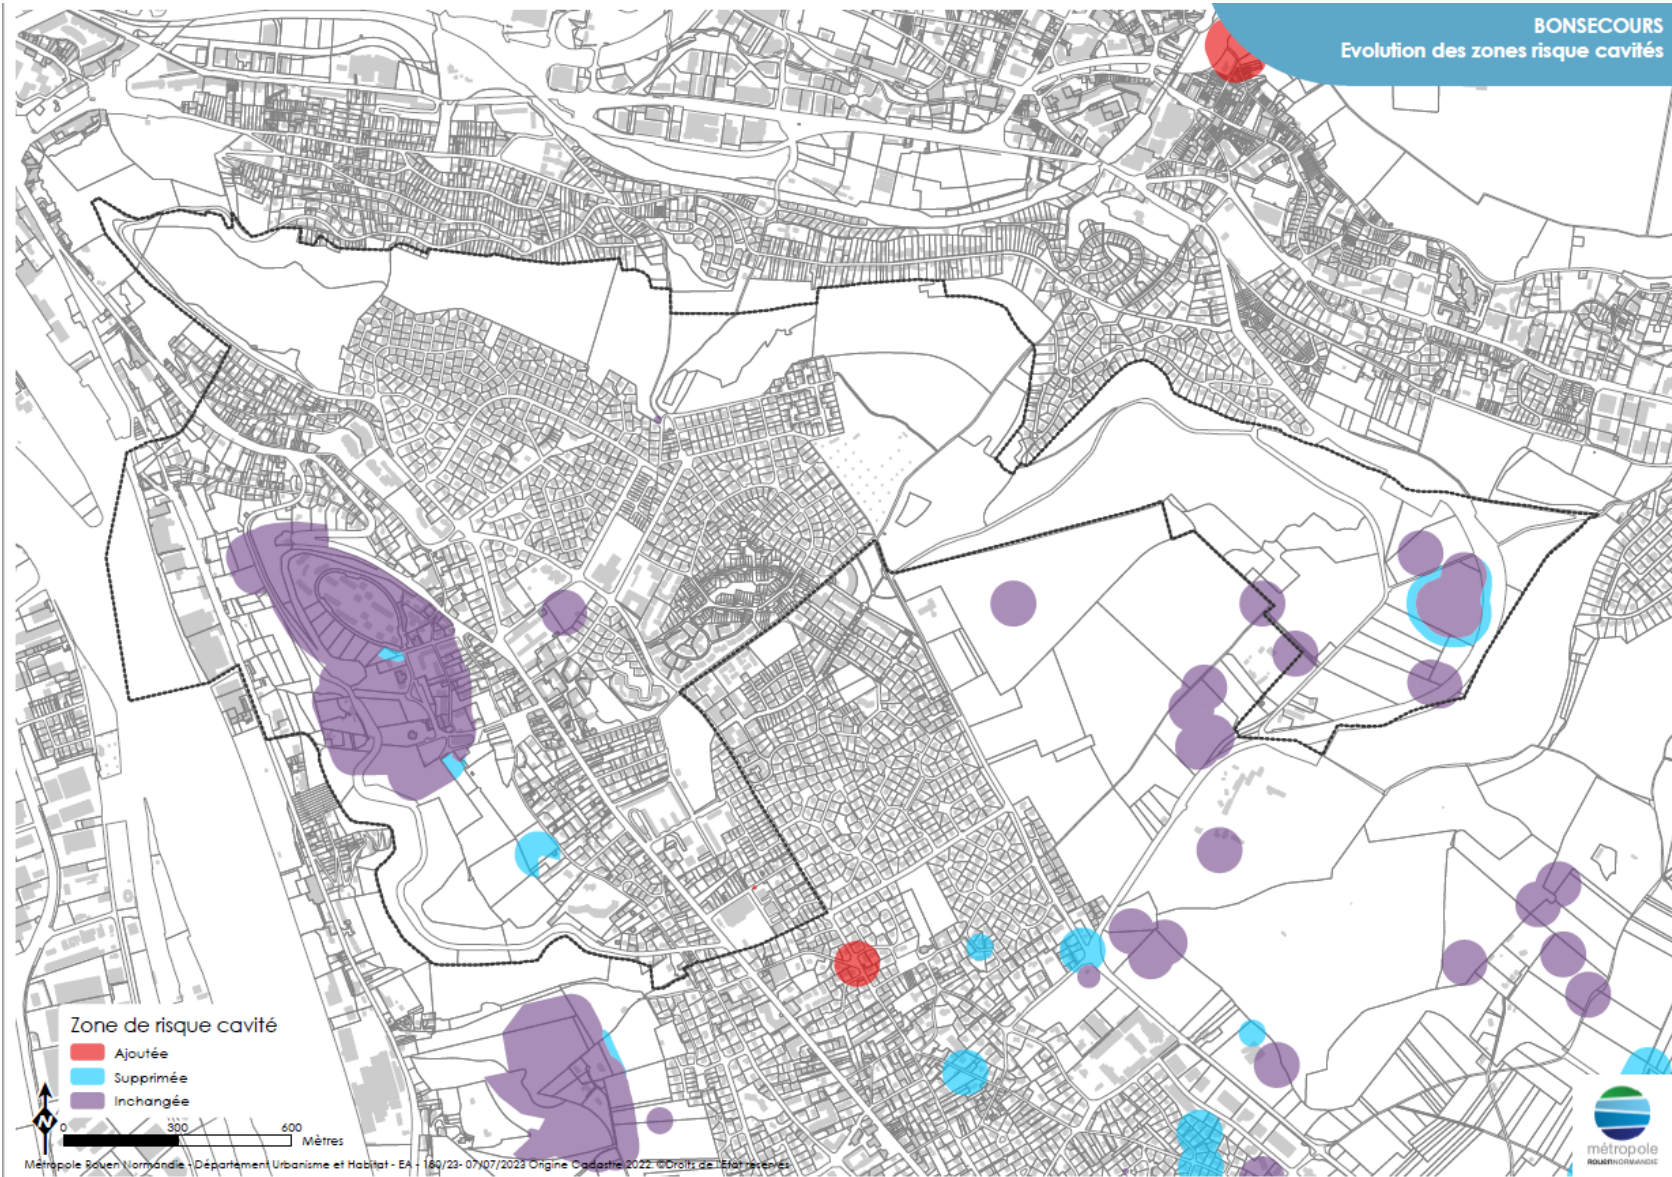 BONSECOURS
Evolution des zones risque cavités
Zone de risque cavité
Ajoutée
Supprimée
Inchangée
N
0 300 600
Mètres
Métropole Rouen Normandie - Département Urbanisme et Habitat - EA - 180/23- 07/07/2023 Origine Cadastre 2022. ©Droits de l'Etat réservés
métropole
ROUENNORMANDIE